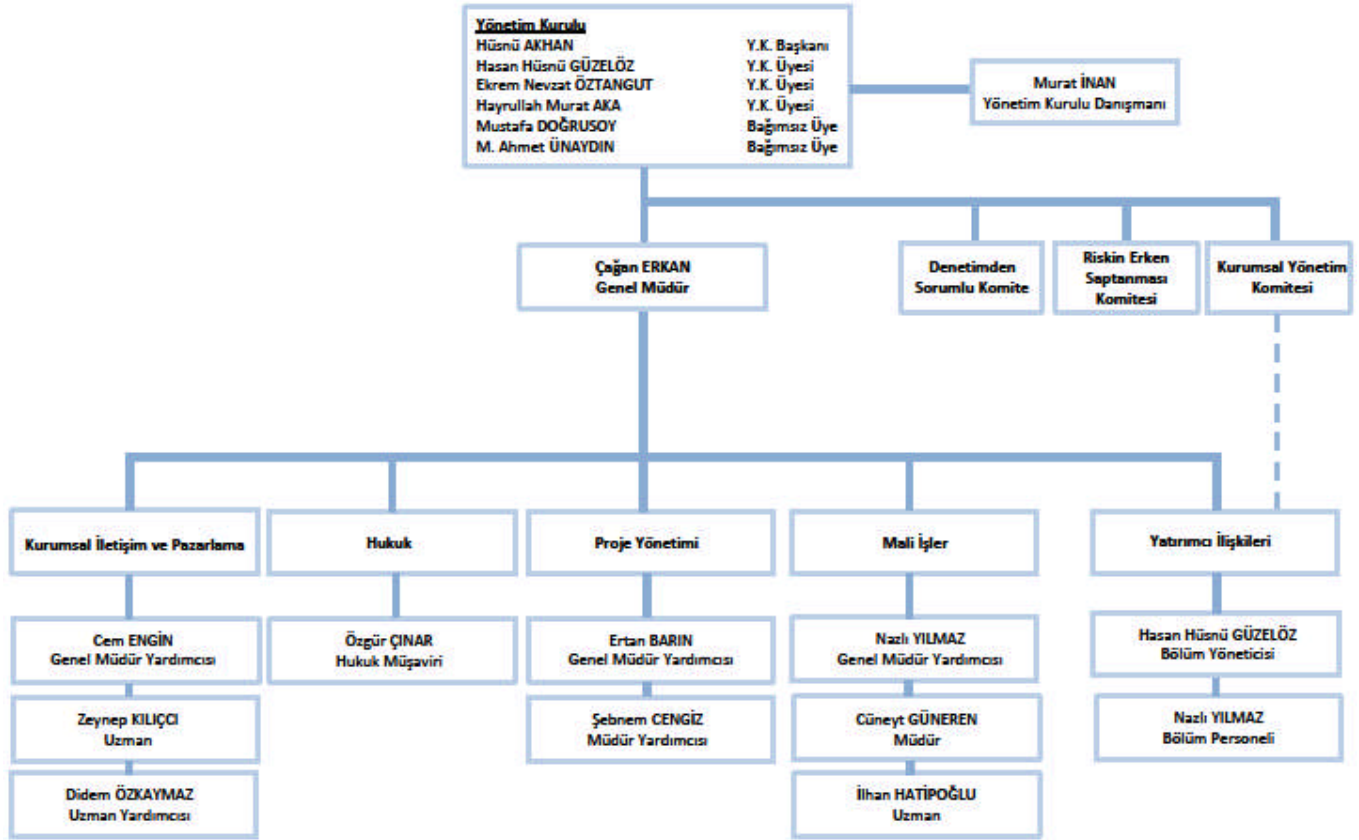 Yönetim Kurulu
Hüsnü AKHAN Y.K. Başkanı
Hasan Hüsnü GÜZELÖZ Y.K. Üyesi
Ekrem Nevzat ÖZTANGUT Y.K. Üyesi
Hayrullah Murat AKA Y.K. Üyesi
Mustafa DOĞRUSOY Bağımsız Üye
M. Ahmet ÜNAYDIN Bağımsız Üye
Murat İNAN
Yönetim Kurulu Danışmanı
Çağan ERKAN
Genel Müdür
Denetimden
Sorumlu Komite
Riskin Erken
Saptanması
Komitesi
Kurumsal Yönetim
Komitesi
Kurumsal İletişim ve Pazarlama
Hukuk
Proje Yönetimi
Mali İşler
Yatırımcı İlişkileri
Cem ENGİN
Genel Müdür Yardımcısı
Özgür ÇINAR
Hukuk Müşaviri
Ertan BARIN
Genel Müdür Yardımcısı
Nazlı YILMAZ
Genel Müdür Yardımcısı
Hasan Hüsnü GÜZELÖZ
Bölüm Yöneticisi
Zeynep KILIÇCI
Uzman
Şebnem CENGİZ
Müdür Yardımcısı
Cüneyt GÜNEREN
Müdür
Nazlı YILMAZ
Bölüm Personeli
Didem ÖZKAYMAZ
Uzman Yardımcısı
İlhan HATİPOĞLU
Uzman